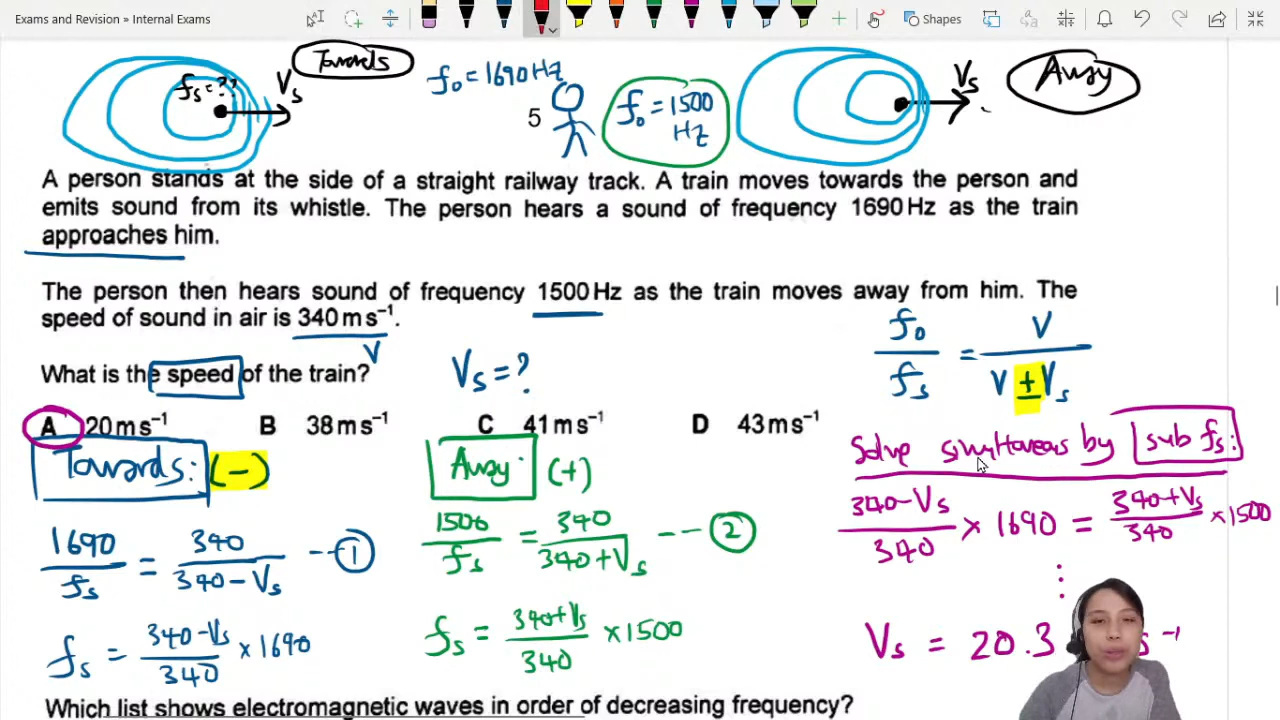 Exams and Revision » Internal Exams
Shapes
Towards
fs = ??
Vs
fo = 1690 Hz
5
fo = 1500
Hz
Vs
Away
A person stands at the side of a straight railway track. A train moves towards the person and
emits sound from its whistle. The person hears a sound of frequency 1690 Hz as the train
approaches him.
The person then hears sound of frequency 1500 Hz as the train moves away from him. The
speed of sound in air is 340 m s⁻¹.
V
What is the speed of the train?
Vs = ?
fo/fs = V/(V ± Vs)
A 20 m s⁻¹ B 38 m s⁻¹ C 41 m s⁻¹ D 43 m s⁻¹
Towards: (-)
1690/fs = 340/(340 - Vs) -- ①
fs = (340 - Vs)/340 × 1690
Away: (+)
1500/fs = 340/(340 + Vs) -- ②
fs = (340 + Vs)/340 × 1500
Solve simultaneous by sub fs:
(340 - Vs)/340 × 1690 = (340 + Vs)/340 × 1500
⋮
Vs = 20.3
s⁻¹
Which list shows electromagnetic waves in order of decreasing frequency?